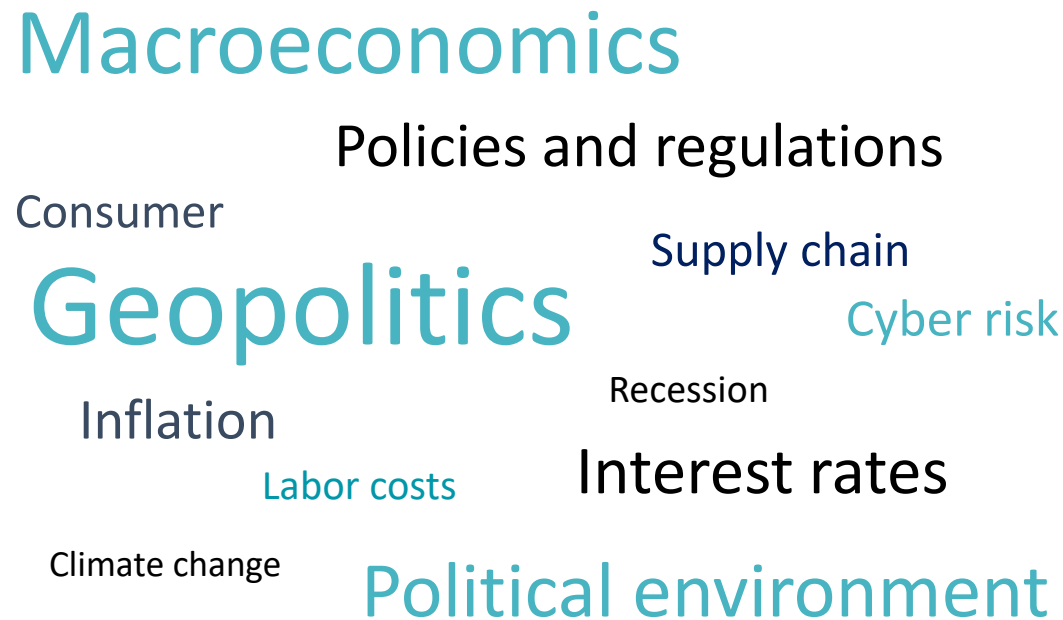 Macroeconomics
Policies and regulations
Consumer
Supply chain
Geopolitics
Cyber risk
Recession
Inflation
Interest rates
Labor costs
Climate change
Political environment